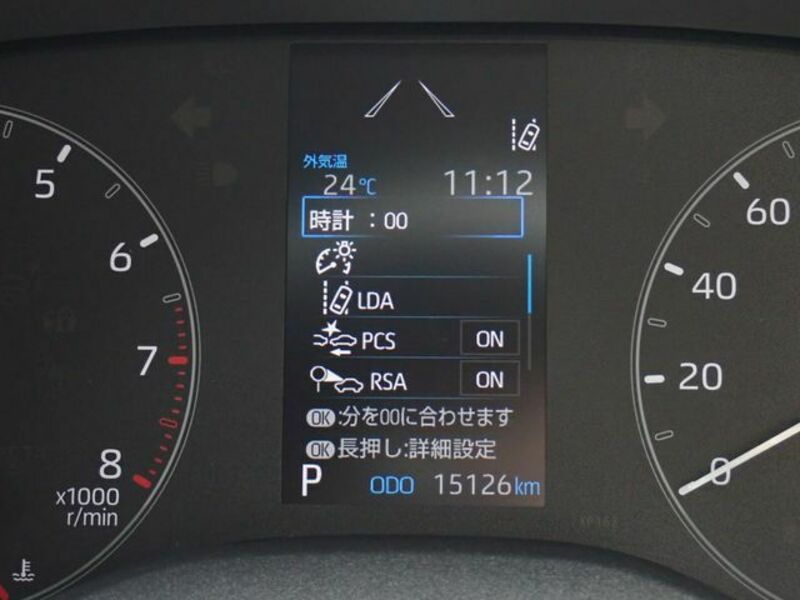 外気温
24℃ 11:12
時計 :00
LDA
PCS ON
RSA ON
OK:分を00に合わせます
OK長押し:詳細設定
P ODO 15126km
5
6
7
8
x1000
r/min
60
40
20
0